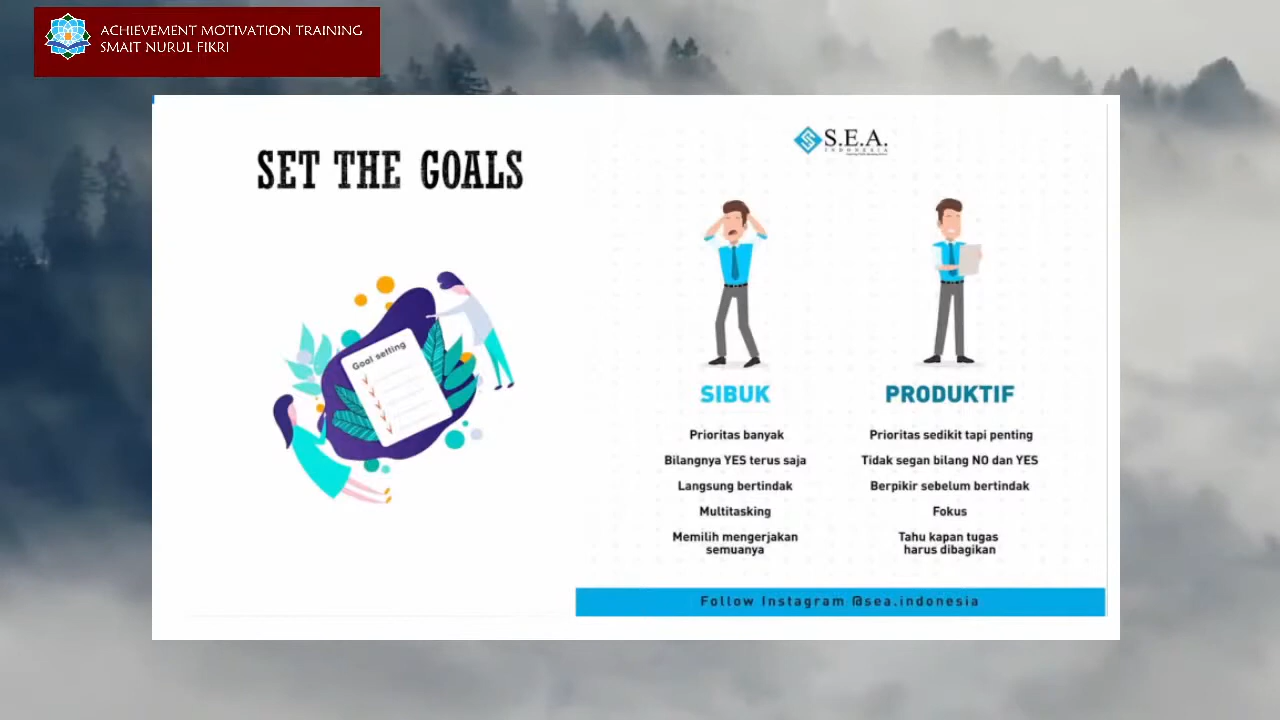 ACHIEVEMENT MOTIVATION TRAINING
SMAIT NURUL FIKRI
SET THE GOALS
Goal setting
S.E.A.
INDONESIA
SIBUK
Prioritas banyak
Bilangnya YES terus saja
Langsung bertindak
Multitasking
Memilih mengerjakan
semuanya
PRODUKTIF
Prioritas sedikit tapi penting
Tidak segan bilang NO dan YES
Berpikir sebelum bertindak
Fokus
Tahu kapan tugas
harus dibagikan
Follow Instagram @sea.indonesia